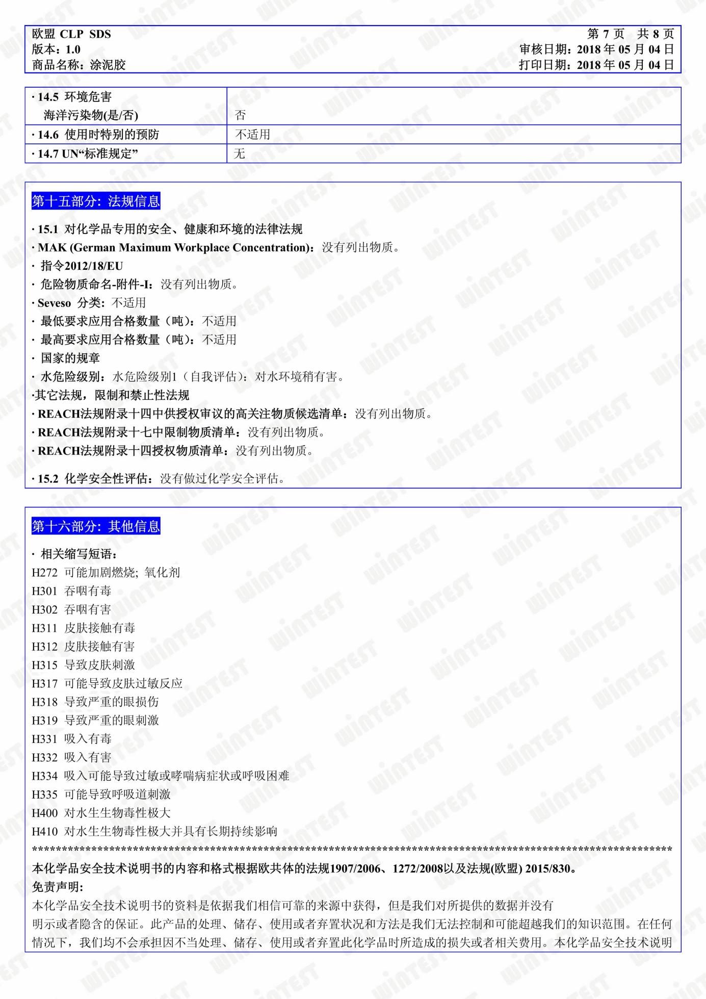 欧盟 CLP SDS
第 7 页 共 8 页
版本：1.0
审核日期：2018 年 05 月 04 日
商品名称：涂泥胶
打印日期：2018 年 05 月 04 日
· 14.5 环境危害
海洋污染物(是/否) 否
· 14.6 使用时特别的预防 不适用
· 14.7 UN“标准规定” 无
第十五部分：法规信息
· 15.1 对化学品专用的安全、健康和环境的法律法规
· MAK (German Maximum Workplace Concentration)：没有列出物质。
· 指令2012/18/EU
· 危险物质命名-附件-I：没有列出物质。
· Seveso 分类：不适用
· 最低要求应用合格数量（吨）：不适用
· 最高要求应用合格数量（吨）：不适用
· 国家的规章
· 水危险级别：水危险级别1（自我评估）：对水环境稍有害。
·其它法规，限制和禁止性法规
· REACH法规附录十四中供授权审议的高关注物质候选清单：没有列出物质。
· REACH法规附录十七中限制物质清单：没有列出物质。
· REACH法规附录十四授权物质清单：没有列出物质。
· 15.2 化学安全性评估：没有做过化学安全评估。
第十六部分：其他信息
· 相关缩写短语：
H272 可能加剧燃烧; 氧化剂
H301 吞咽有毒
H302 吞咽有害
H311 皮肤接触有毒
H312 皮肤接触有害
H315 导致皮肤刺激
H317 可能导致皮肤过敏反应
H318 导致严重的眼损伤
H319 导致严重的眼刺激
H331 吸入有毒
H332 吸入有害
H334 吸入可能导致过敏或哮喘病症状或呼吸困难
H335 可能导致呼吸道刺激
H400 对水生生物毒性极大
H410 对水生生物毒性极大并具有长期持续影响
************************************************************************************************************
本化学品安全技术说明书的内容和格式根据欧共体的法规1907/2006、1272/2008以及法规(欧盟) 2015/830。
免责声明：
本化学品安全技术说明书的资料是依据我们相信可靠的来源中获得，但是我们对所提供的数据并没有
明示或者隐含的保证。此产品的处理、储存、使用或者弃置状况和方法是我们无法控制和可能超越我们的知识范围。在任何
情况下，我们均不会承担因不当处理、储存、使用或者弃置此化学品时所造成的损失或者相关费用。本化学品安全技术说明